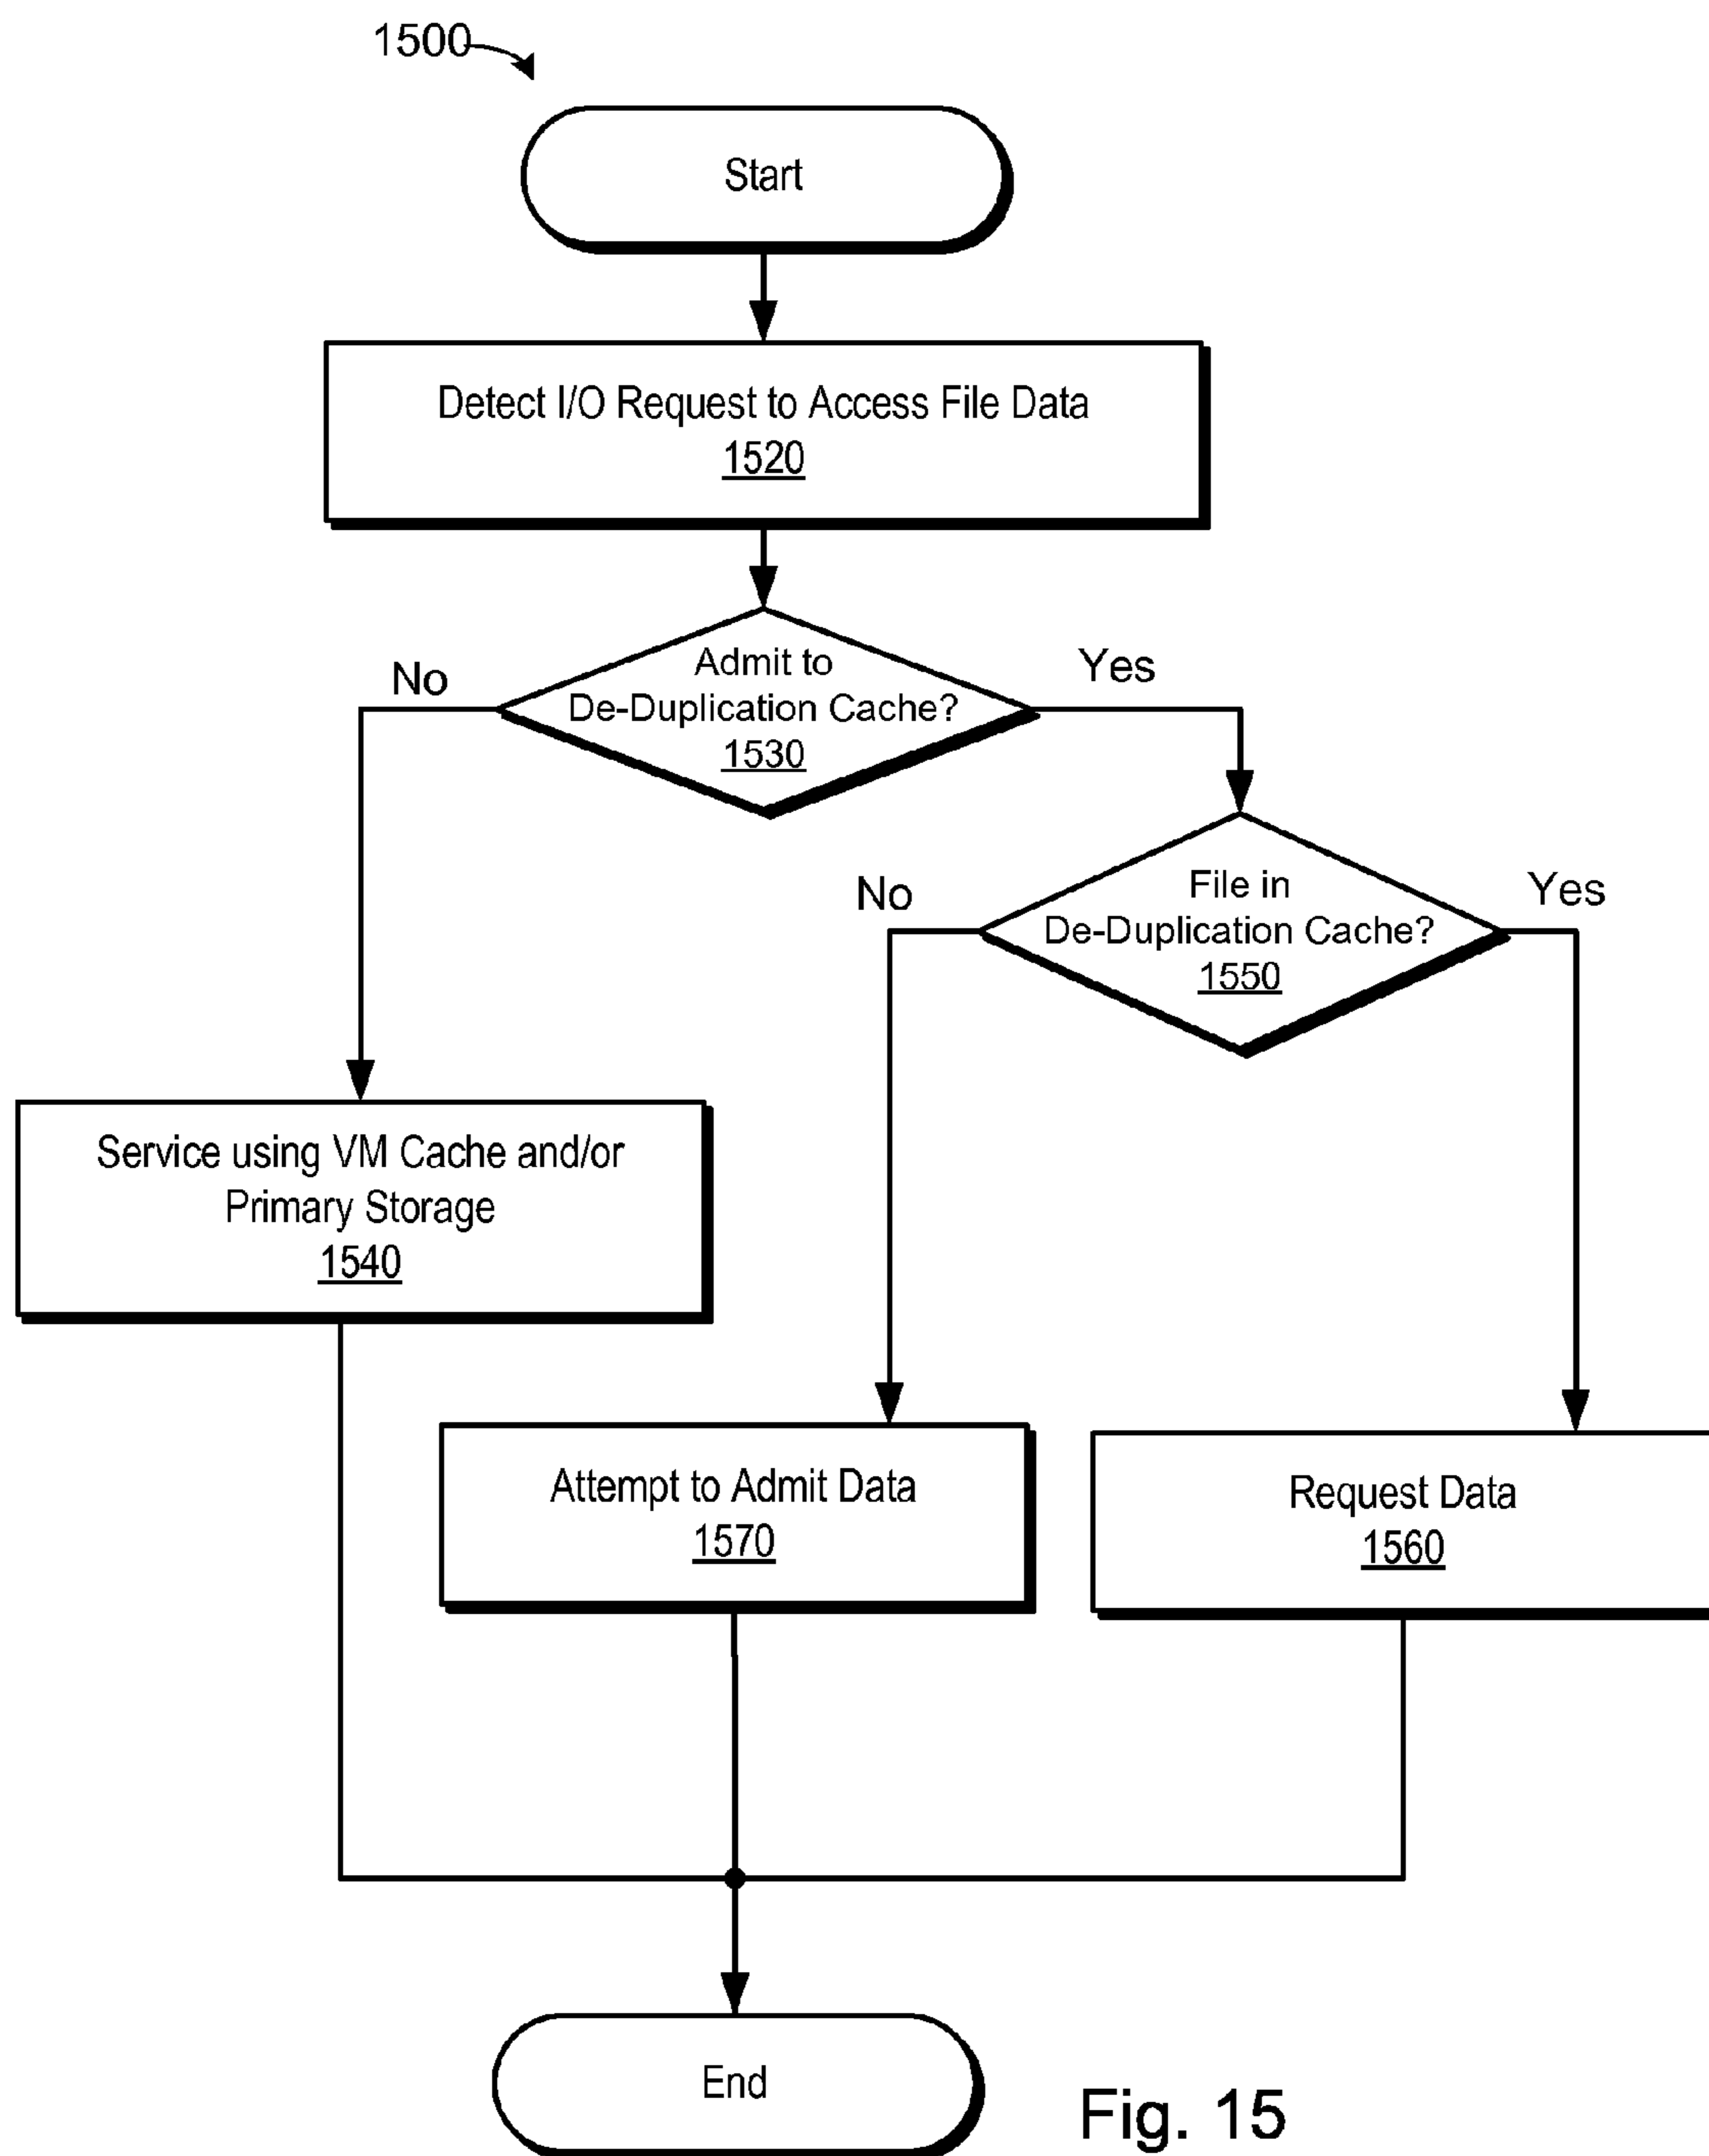 1500
Start
Detect I/O Request to Access File Data
1520
No
Admit to
De-Duplication Cache?
1530
Yes
No
File in
De-Duplication Cache?
1550
Yes
Service using VM Cache and/or
Primary Storage
1540
Attempt to Admit Data
1570
Request Data
1560
End
Fig. 15